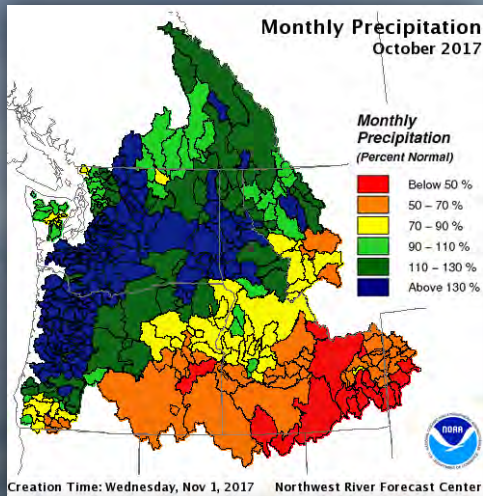 Monthly Precipitation
October 2017
Monthly
Precipitation
(Percent Normal)
Below 50 %
50 – 70 %
70 – 90 %
90 – 110 %
110 – 130 %
Above 130 %
NOAA
Creation Time: Wednesday, Nov 1, 2017 Northwest River Forecast Center